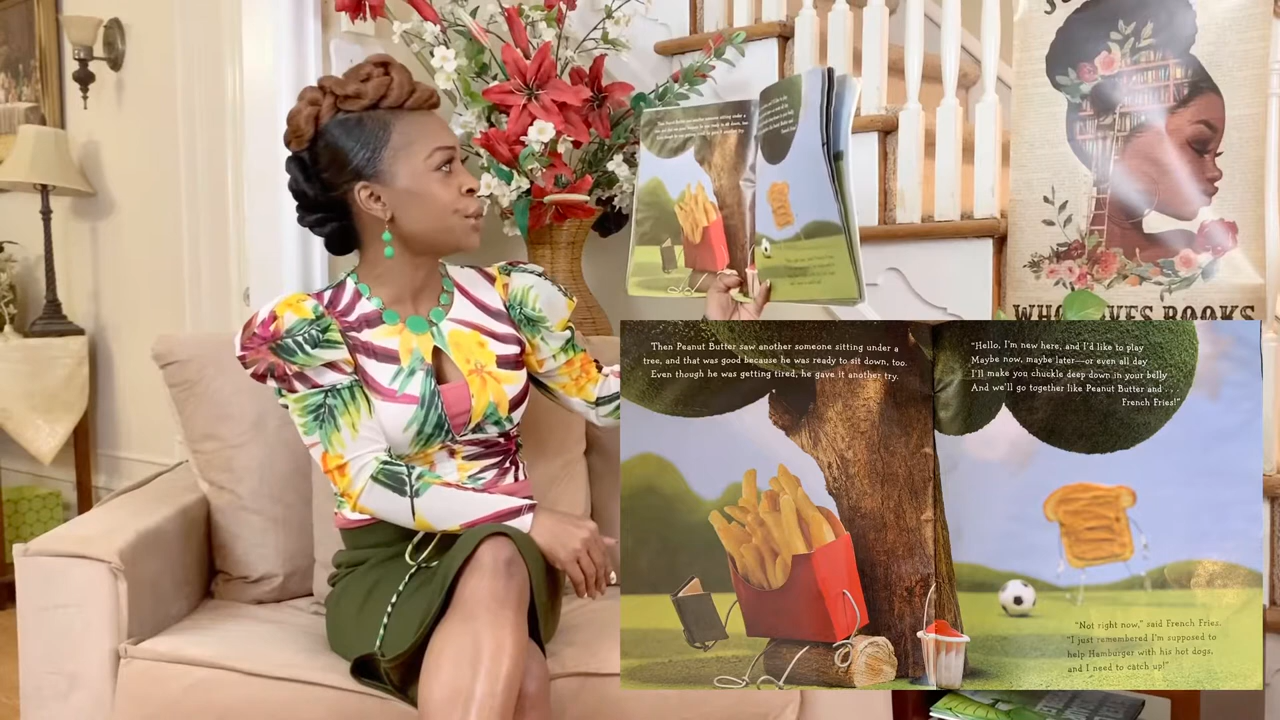 WHO LOVES BOOKS
Then Peanut Butter saw another someone sitting under a
tree, and that was good because he was ready to sit down, too.
Even though he was getting tired, he gave it another try.
"Hello, I'm new here, and I'd like to play
Maybe now, maybe later—or even all day
I'll make you chuckle deep down in your belly
And we'll go together like Peanut Butter and . . .
French Fries!"
"Not right now," said French Fries.
"I just remembered I'm supposed to
help Hamburger with his hot dogs,
and I need to catch up!"